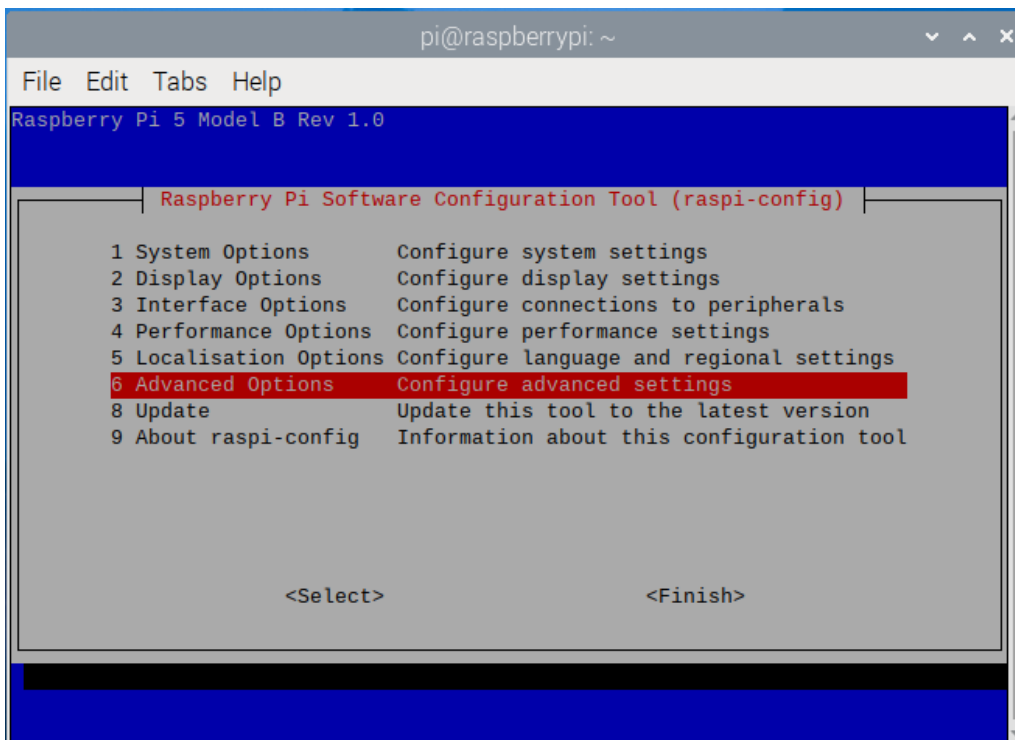 pi@raspberrypi: ~
File Edit Tabs Help
Raspberry Pi 5 Model B Rev 1.0
Raspberry Pi Software Configuration Tool (raspi-config)
1 System Options Configure system settings
2 Display Options Configure display settings
3 Interface Options Configure connections to peripherals
4 Performance Options Configure performance settings
5 Localisation Options Configure language and regional settings
6 Advanced Options Configure advanced settings
8 Update Update this tool to the latest version
9 About raspi-config Information about this configuration tool
<Select> <Finish>